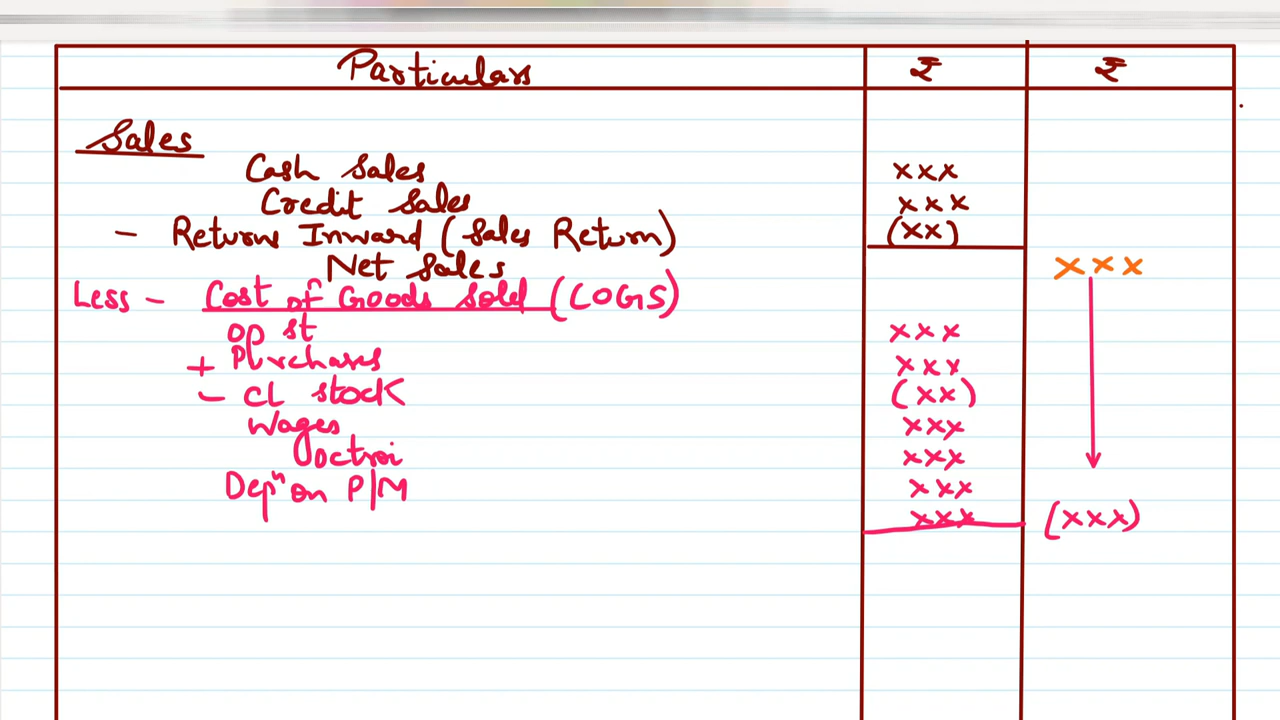 Particulars ₹ ₹
Sales
Cash Sales xxx
Credit Sales xxx
- Returns Inward (Sales Return) (xx)
Net Sales xxx
Less - Cost of Goods Sold (COGS)
op st xxx
+ Purchases xxx
- Cl stock (xx)
Wages xxx
Octroi xxx
Depⁿ on P/M xxx
xxx (xxx)